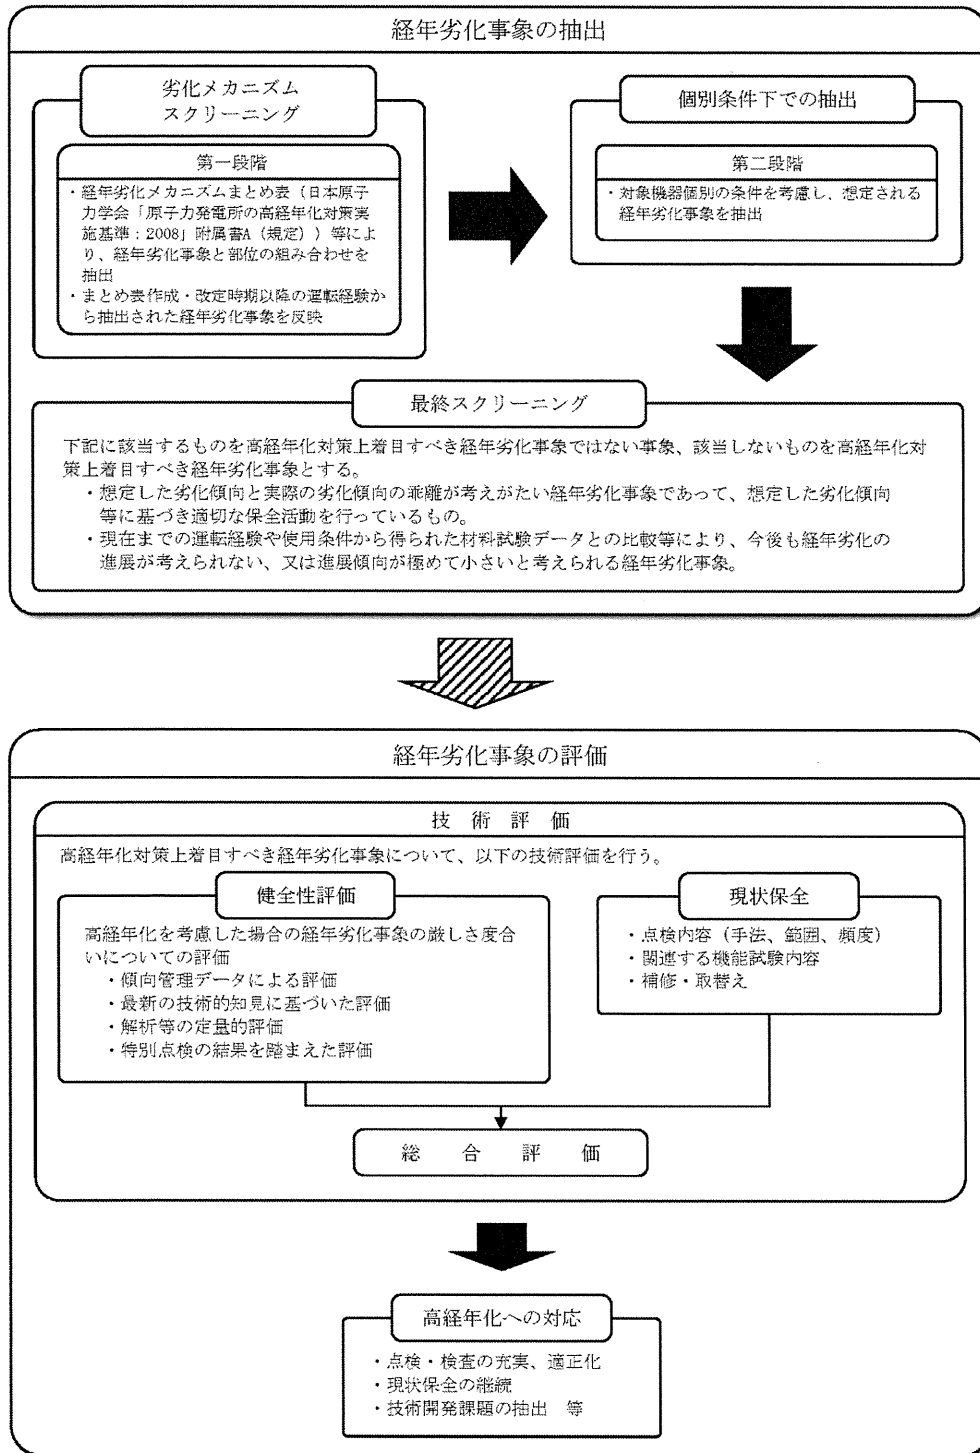 経年劣化事象の抽出
劣化メカニズム
スクリーニング
第一段階
・経年劣化メカニズムまとめ表（日本原子
力学会「原子力発電所の高経年化対策実
施基準：2008」附属書A（規定））等によ
り、経年劣化事象と部位の組み合わせを
抽出
・まとめ表作成・改定時期以降の運転経験か
ら抽出された経年劣化事象を反映
個別条件下での抽出
第二段階
・対象機器個別の条件を考慮し、想定される
経年劣化事象を抽出
最終スクリーニング
下記に該当するものを高経年化対策上着目すべき経年劣化事象ではない事象、該当しないものを高経年化対
策上着目すべき経年劣化事象とする。
・想定した劣化傾向と実際の劣化傾向の乖離が考えがたい経年劣化事象であって、想定した劣化傾向
等に基づき適切な保全活動を行っているもの。
・現在までの運転経験や使用条件から得られた材料試験データとの比較等により、今後も経年劣化の
進展が考えられない、又は進展傾向が極めて小さいと考えられる経年劣化事象。
経年劣化事象の評価
技 術 評 価
高経年化対策上着目すべき経年劣化事象について、以下の技術評価を行う。
健全性評価
高経年化を考慮した場合の経年劣化事象の厳しさ度合
いについての評価
・傾向管理データによる評価
・最新の技術的知見に基づいた評価
・解析等の定量的評価
・特別点検の結果を踏まえた評価
現状保全
・点検内容（手法、範囲、頻度）
・関連する機能試験内容
・補修・取替え
総 合 評 価
高経年化への対応
・点検・検査の充実、適正化
・現状保全の継続
・技術開発課題の抽出　等